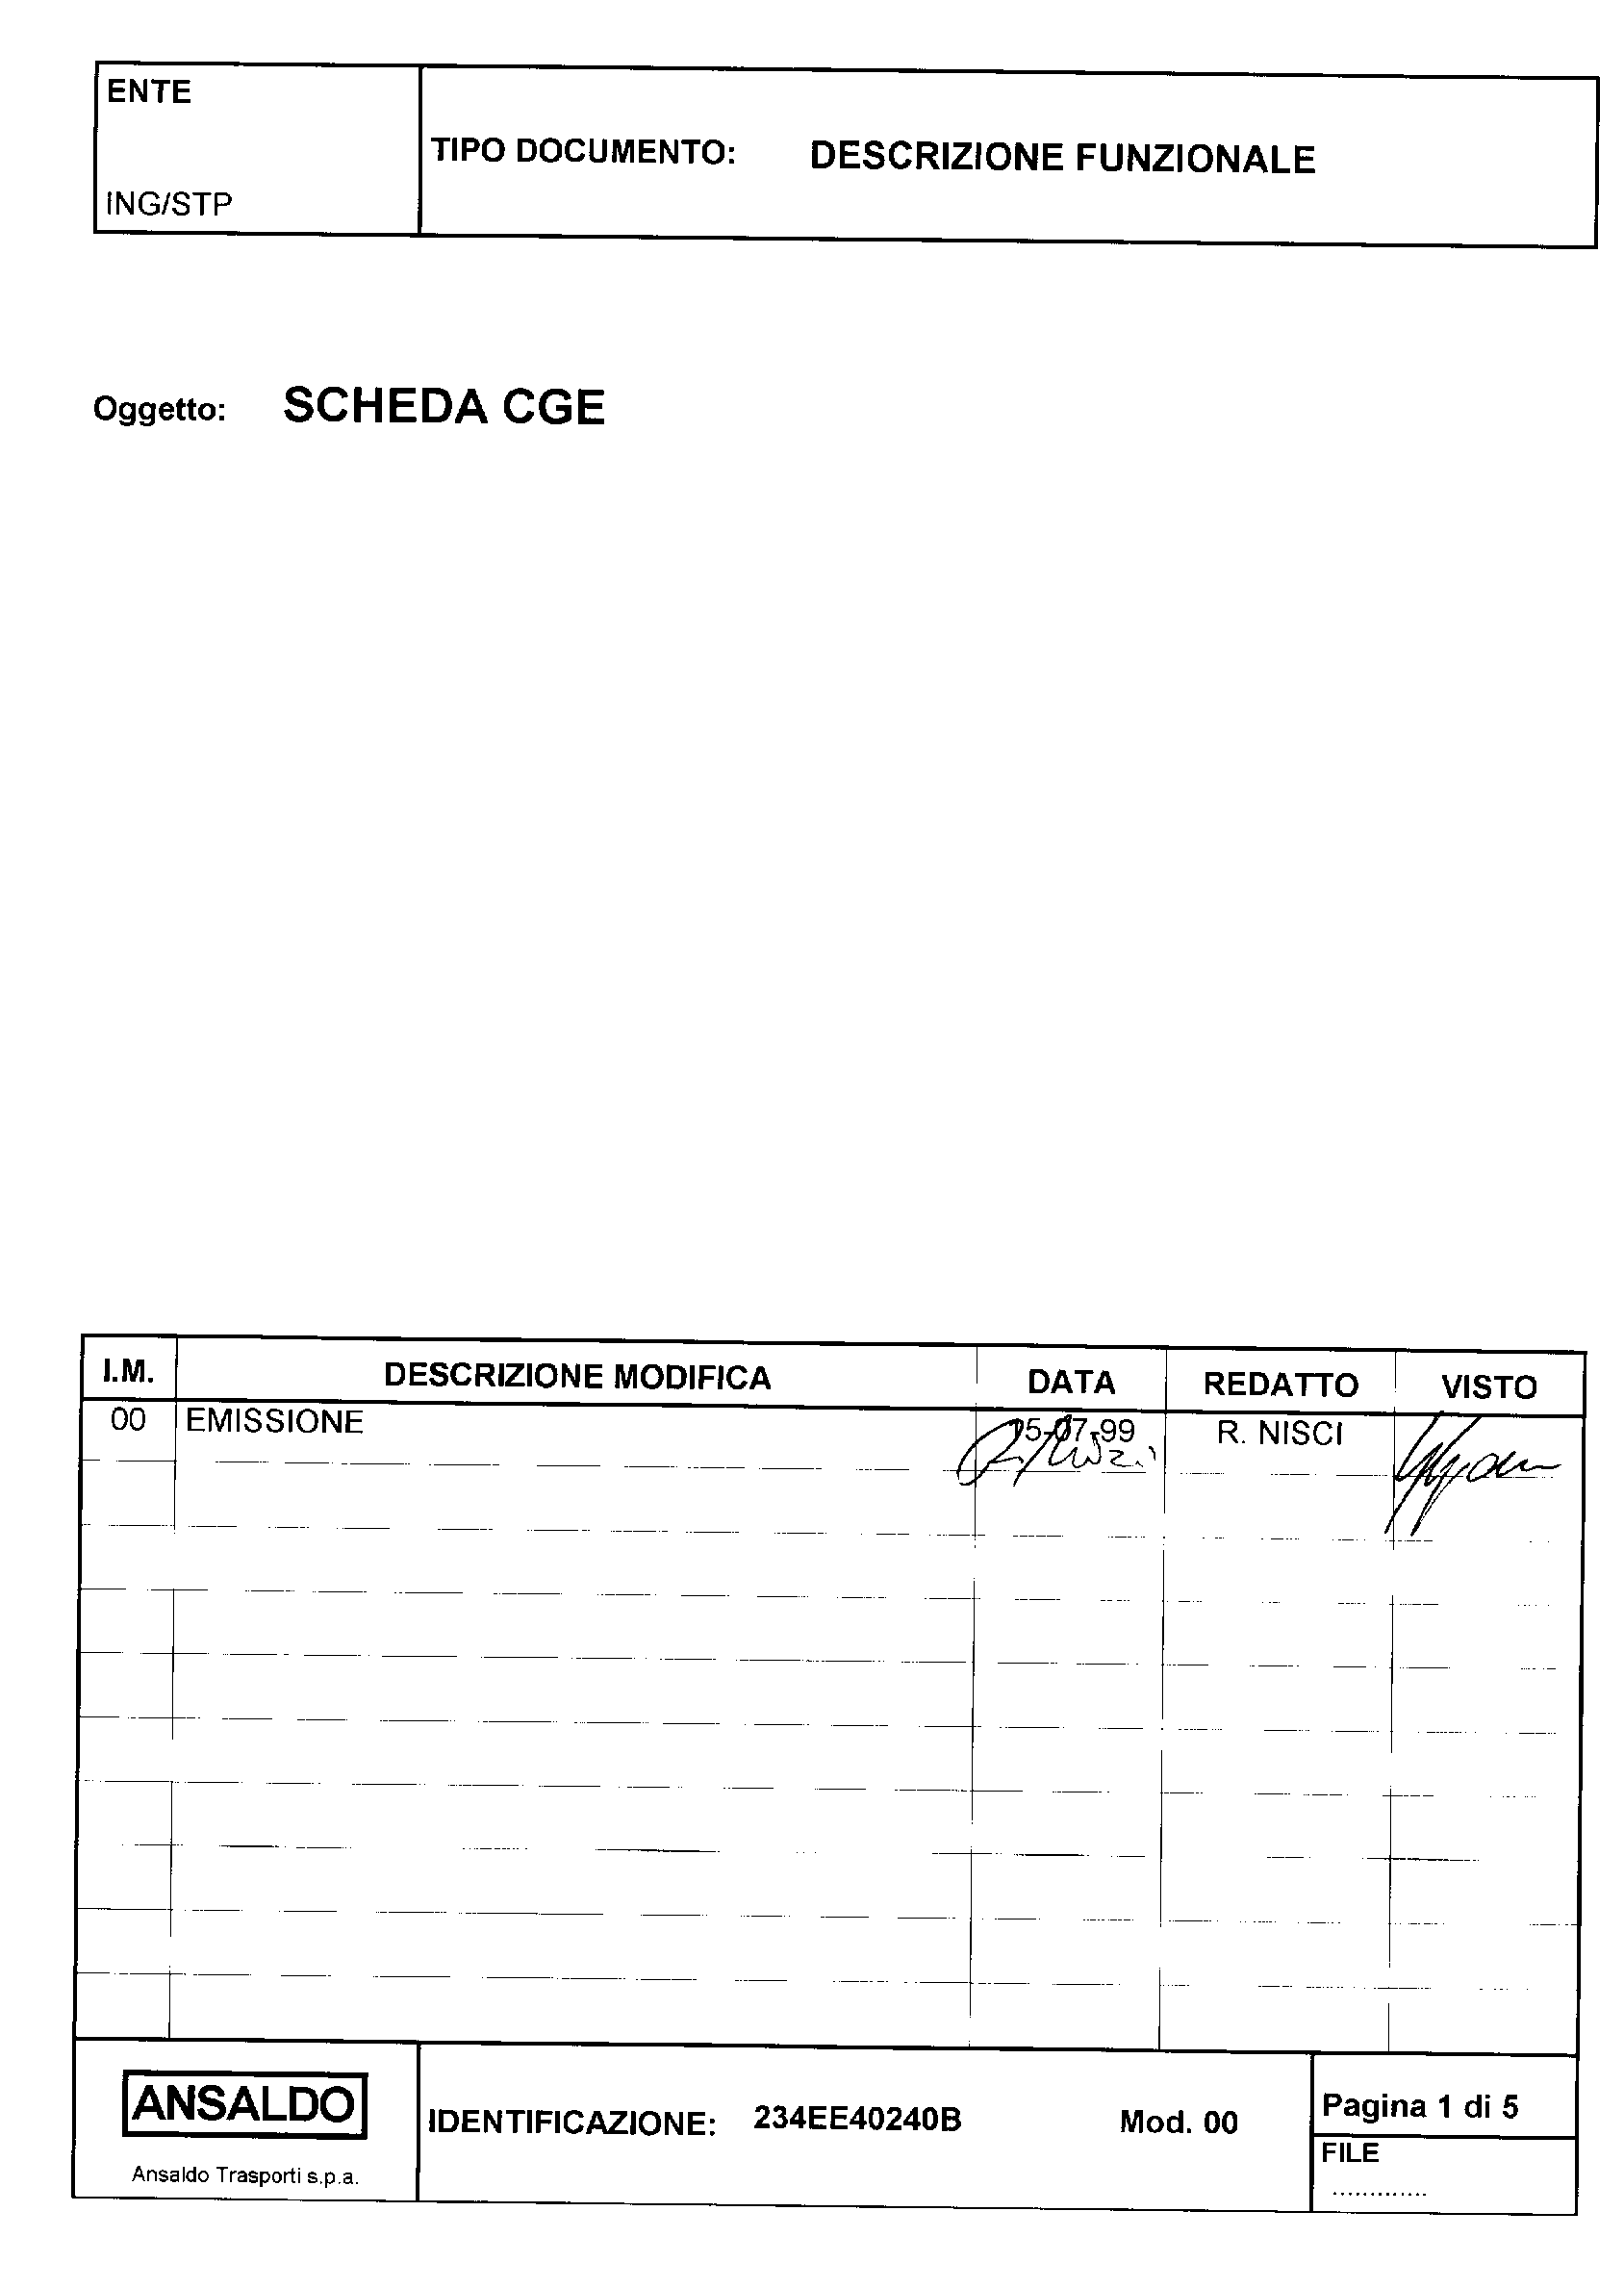 ENTE
TIPO DOCUMENTO: DESCRIZIONE FUNZIONALE
ING/STP
Oggetto: SCHEDA CGE
I.M. DESCRIZIONE MODIFICA DATA REDATTO VISTO
00 EMISSIONE 15-07-99 R. NISCI
ANSALDO
Ansaldo Trasporti s.p.a.
IDENTIFICAZIONE: 234EE40240B Mod. 00
Pagina 1 di 5
FILE
.............